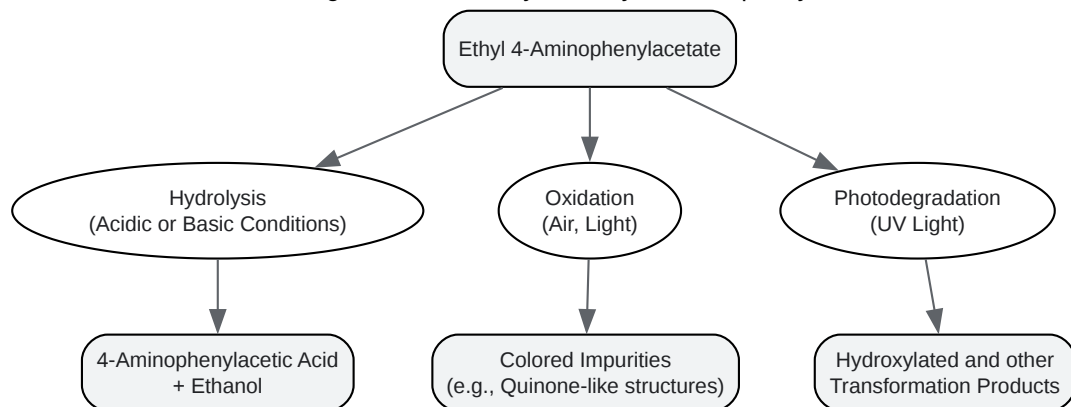 Ethyl 4-Aminophenylacetate
Hydrolysis
(Acidic or Basic Conditions)
Oxidation
(Air, Light)
Photodegradation
(UV Light)
4-Aminophenylacetic Acid
+ Ethanol
Colored Impurities
(e.g., Quinone-like structures)
Hydroxylated and other
Transformation Products